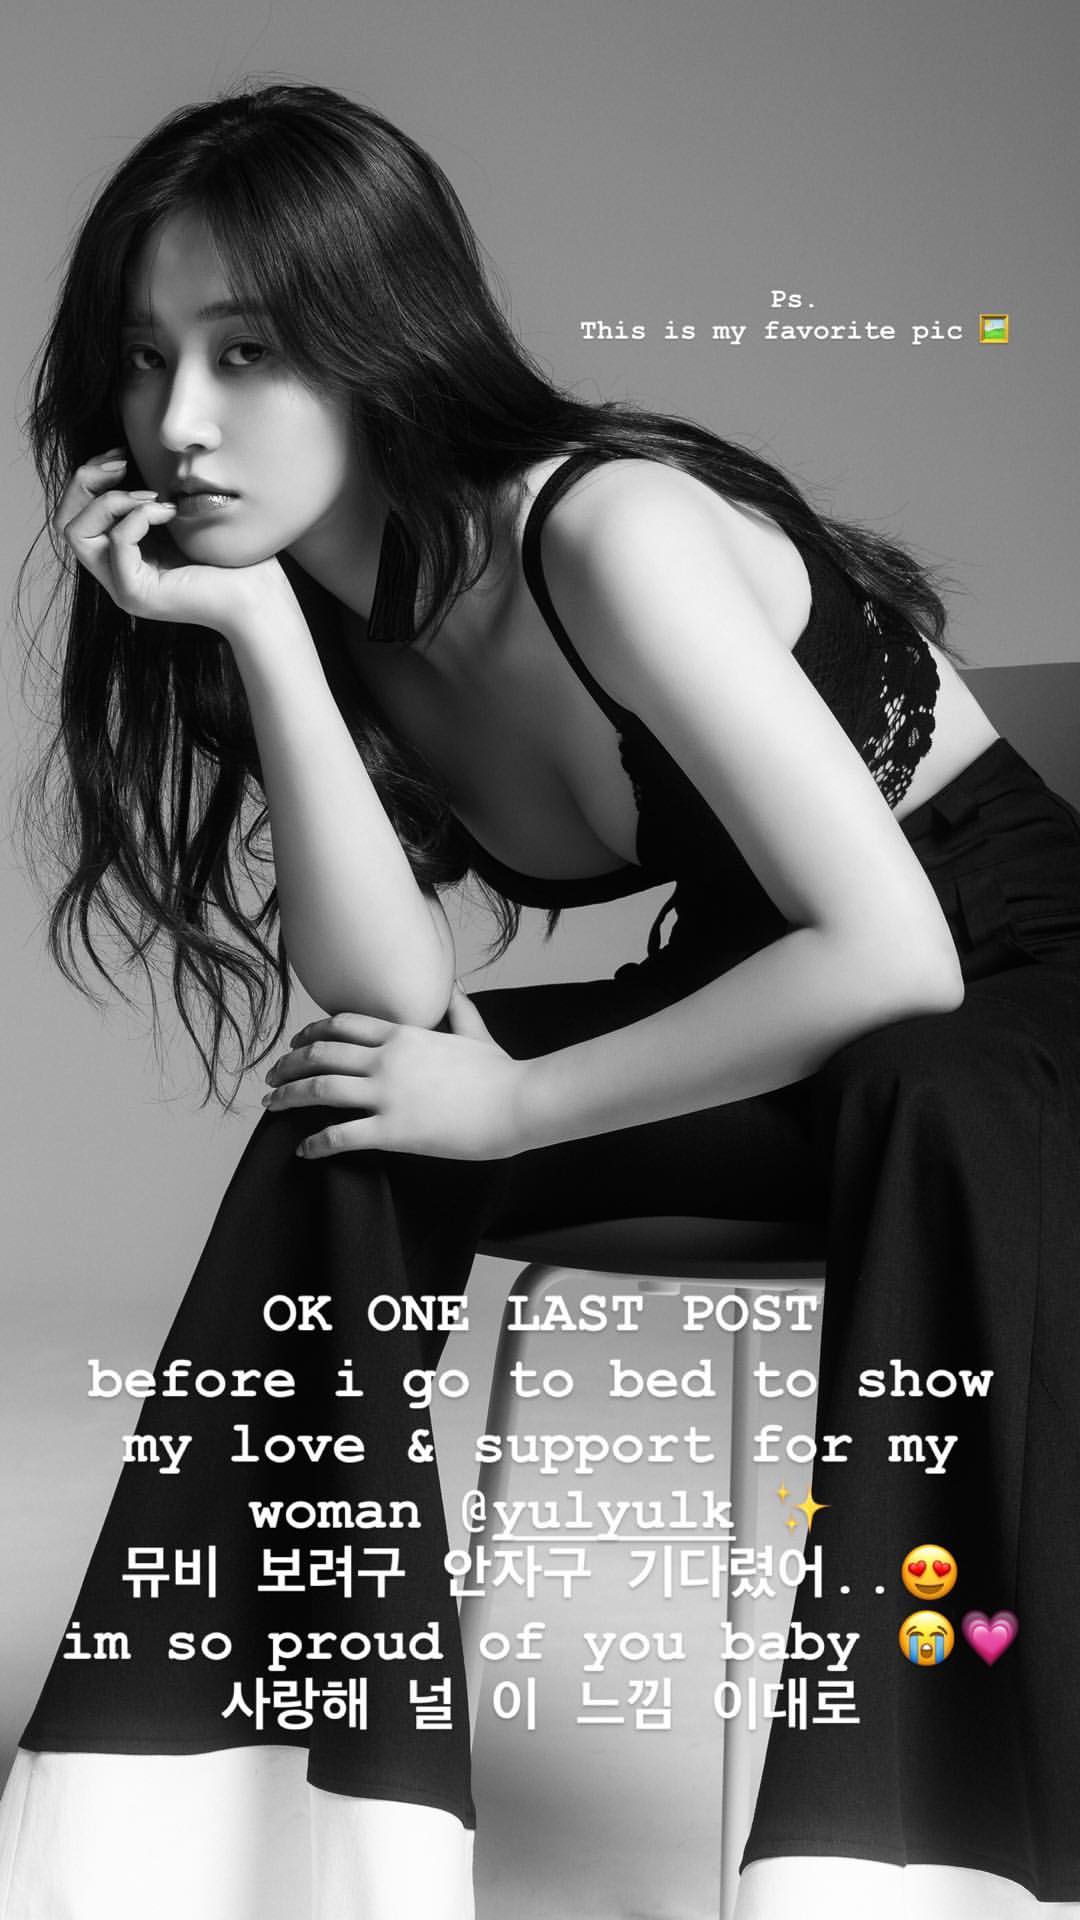 Ps.
This is my favorite pic 🖼️
OK ONE LAST POST
before i go to bed to show
my love & support for my
woman @yulyulk ✨
뮤비 보려구 안자구 기다렸어..😍
im so proud of you baby 😭💗
사랑해 널 이 느낌 이대로